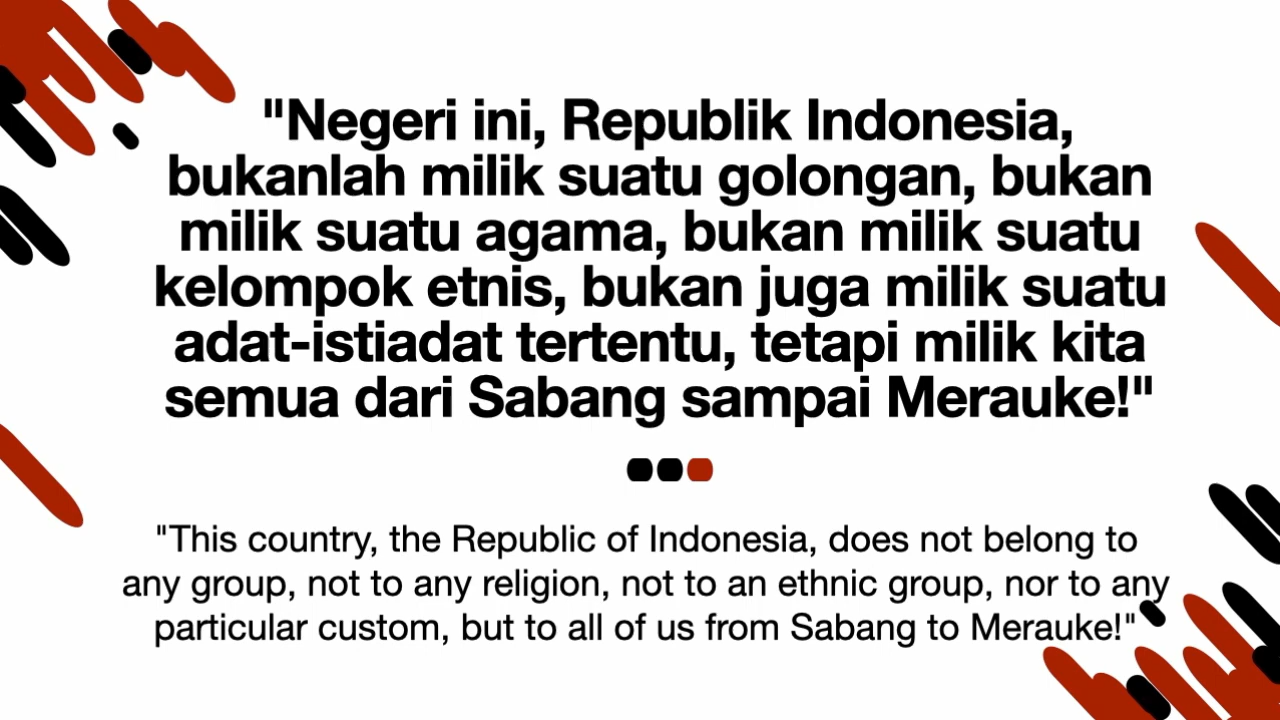 "Negeri ini, Republik Indonesia,
bukanlah milik suatu golongan, bukan
milik suatu agama, bukan milik suatu
kelompok etnis, bukan juga milik suatu
adat-istiadat tertentu, tetapi milik kita
semua dari Sabang sampai Merauke!"
"This country, the Republic of Indonesia, does not belong to
any group, not to any religion, not to an ethnic group, nor to any
particular custom, but to all of us from Sabang to Merauke!"